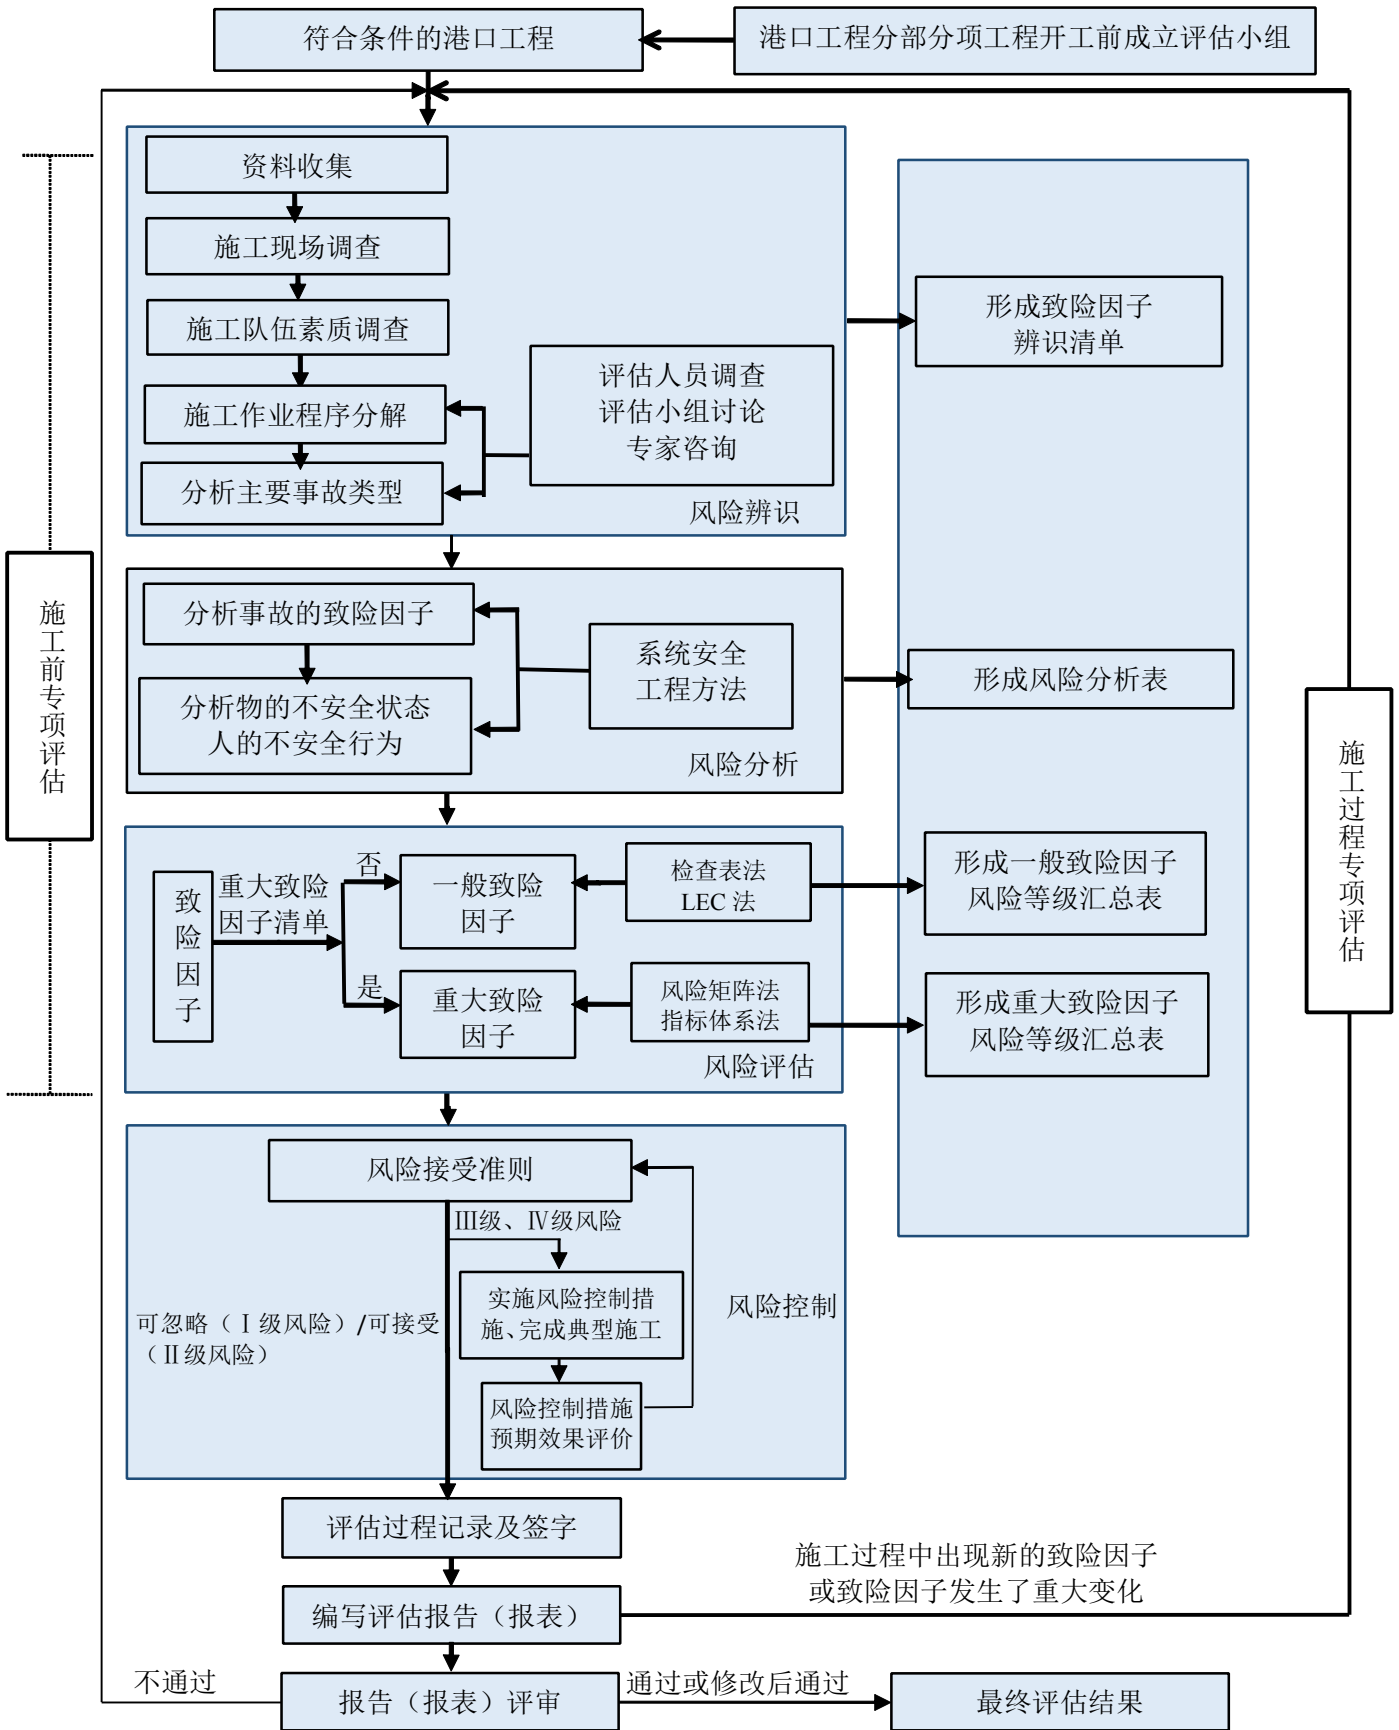 符合条件的港口工程
港口工程分部分项工程开工前成立评估小组
资料收集
施工现场调查
施工队伍素质调查
施工作业程序分解
分析主要事故类型
评估人员调查
评估小组讨论
专家咨询
风险辨识
形成致险因子
辨识清单
施工前专项评估
分析事故的致险因子
分析物的不安全状态
人的不安全行为
系统安全
工程方法
风险分析
形成风险分析表
施工过程专项评估
致险因子
重大致险
因子清单
否
是
一般致险
因子
重大致险
因子
检查表法
LEC 法
风险矩阵法
指标体系法
风险评估
形成一般致险因子
风险等级汇总表
形成重大致险因子
风险等级汇总表
风险接受准则
Ⅲ级、Ⅳ级风险
实施风险控制措
施、完成典型施工
风险控制措施
预期效果评价
可忽略（Ⅰ级风险）/可接受
（Ⅱ级风险）
风险控制
评估过程记录及签字
编写评估报告（报表）
施工过程中出现新的致险因子
或致险因子发生了重大变化
不通过
报告（报表）评审
通过或修改后通过
最终评估结果